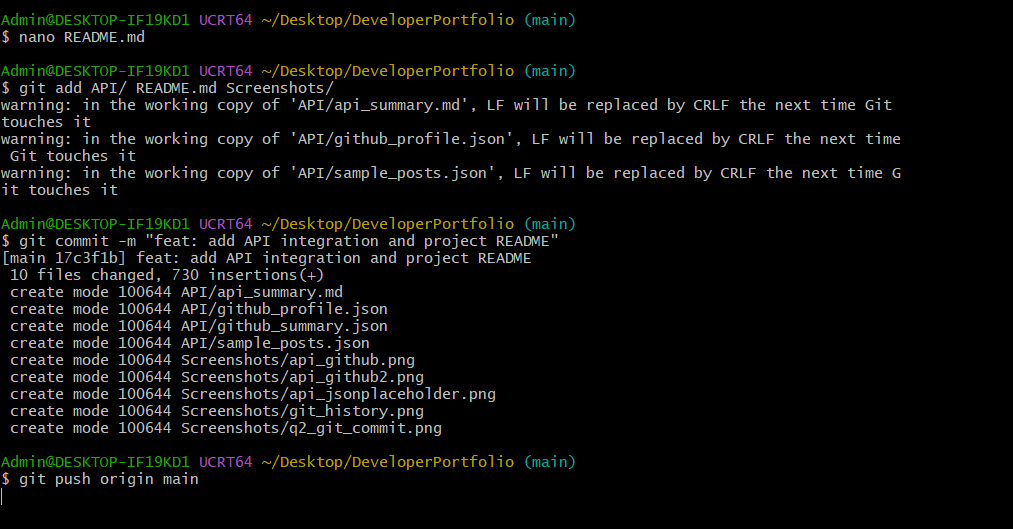 Admin@DESKTOP-IF19KD1 UCRT64 ~/Desktop/DeveloperPortfolio (main)
$ nano README.md
Admin@DESKTOP-IF19KD1 UCRT64 ~/Desktop/DeveloperPortfolio (main)
$ git add API/ README.md Screenshots/
warning: in the working copy of 'API/api_summary.md', LF will be replaced by CRLF the next time Git
touches it
warning: in the working copy of 'API/github_profile.json', LF will be replaced by CRLF the next time
 Git touches it
warning: in the working copy of 'API/sample_posts.json', LF will be replaced by CRLF the next time G
it touches it
Admin@DESKTOP-IF19KD1 UCRT64 ~/Desktop/DeveloperPortfolio (main)
$ git commit -m "feat: add API integration and project README"
[main 17c3f1b] feat: add API integration and project README
 10 files changed, 730 insertions(+)
 create mode 100644 API/api_summary.md
 create mode 100644 API/github_profile.json
 create mode 100644 API/github_summary.json
 create mode 100644 API/sample_posts.json
 create mode 100644 Screenshots/api_github.png
 create mode 100644 Screenshots/api_github2.png
 create mode 100644 Screenshots/api_jsonplaceholder.png
 create mode 100644 Screenshots/git_history.png
 create mode 100644 Screenshots/q2_git_commit.png
Admin@DESKTOP-IF19KD1 UCRT64 ~/Desktop/DeveloperPortfolio (main)
$ git push origin main